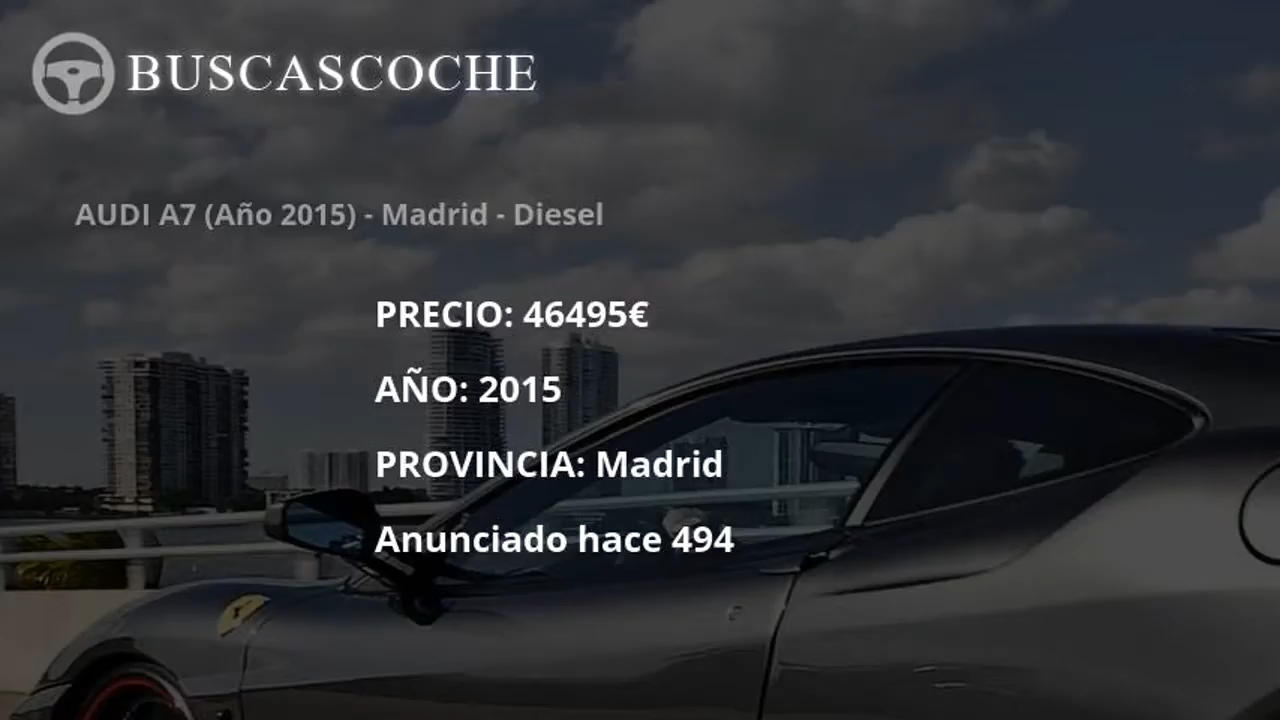 BUSCASCOCHE
AUDI A7 (Año 2015) - Madrid - Diesel
PRECIO: 46495€
AÑO: 2015
PROVINCIA: Madrid
Anunciado hace 494